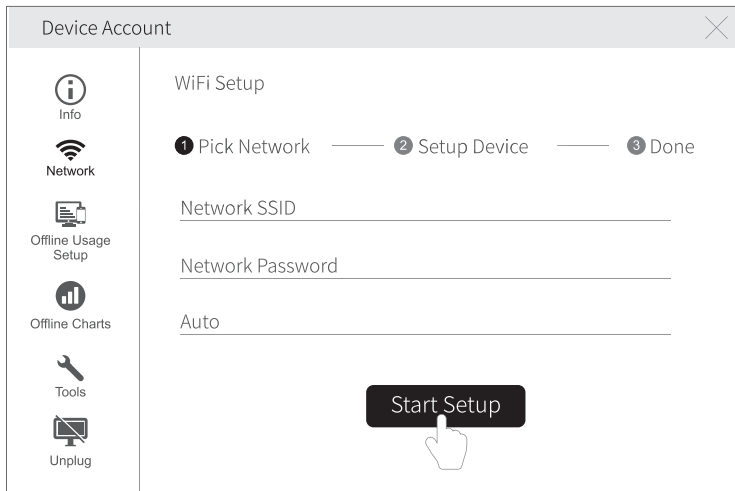 Device Account
Info
Network
Offline Usage
Setup
Offline Charts
Tools
Unplug
WiFi Setup
1 Pick Network 2 Setup Device 3 Done
Network SSID
Network Password
Auto
Start Setup